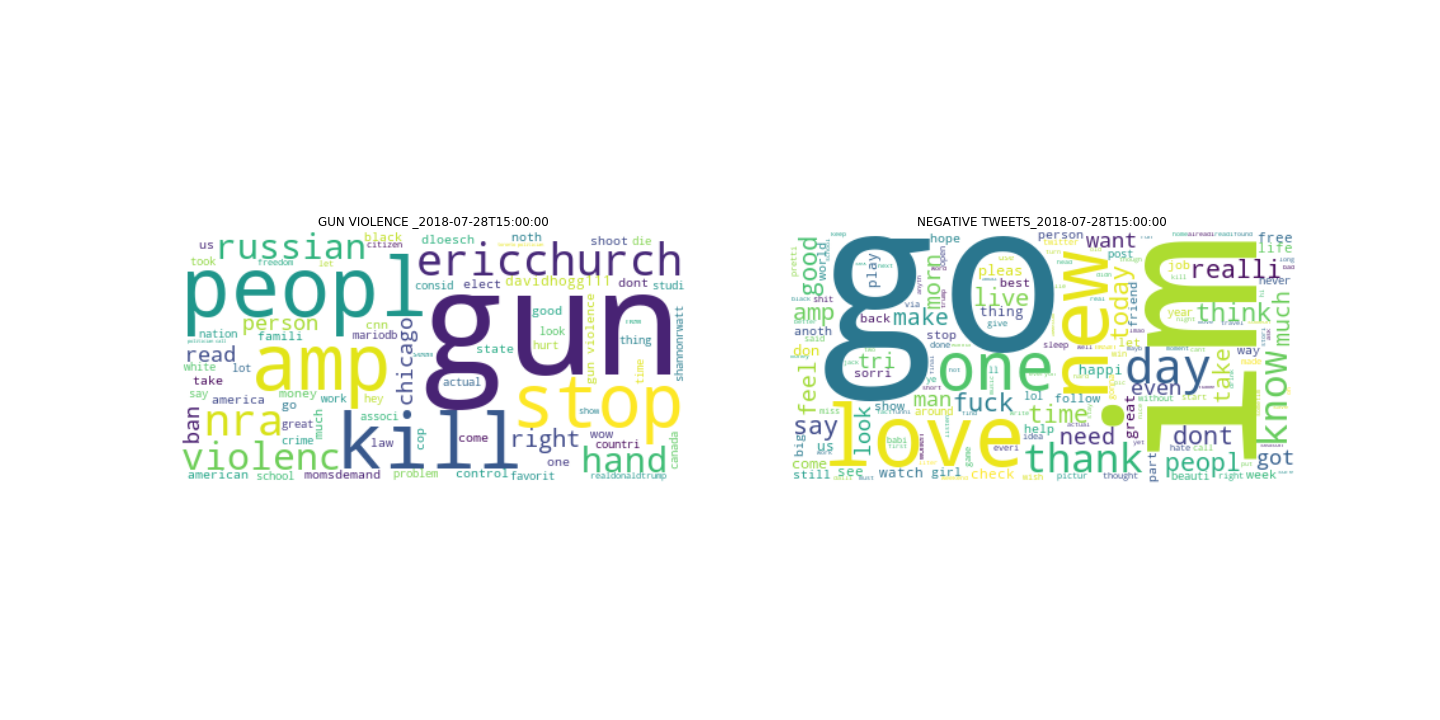 GUN VIOLENCE _2018-07-28T15:00:00
us
russian
black
citizen
dloesch
noth
shoot
die
took
freedom
let
ericchurch
peopl
consid
elect
davidhogg111
dont
studi
gun
good
look
hurt
gun violence
thing
time
shannonrwatt
nation
person
cnn
mariodb
famili
chicago
state
read
lot
white
take
amp
actual
stop
show
say
america
money
work
hey
ban
nra
go
great
much
associ
crime
kill
law
cop
come
right
wow
countri
one
violenc
hand
canada
american
school
momsdemand
problem
control
favorit
realdonaldtrump
NEGATIVE TWEETS_2018-07-28T15:00:00
keep
good
world
pretti
go
hope
person
twitter
want
post
free
life
never
open
word
play
morn
pleas
best
live
thing
give
new
today
friend
though
job
realli
kill
im
amp
anoth
said
don
back
make
via
stop
done
sleep
year
think
much
way
tri
sorri
one
happi
day
even
take
know
feel
shit
miss
show
man
around
fuck
lol
time
follow
great
without
start
say
us
big
look
love
babi
game
help
idea
need
everi
dont
hate
call
got
come
still
see
watch
girl
check
thank
wish
pictur
thought
part
peopl
beauti
right
week